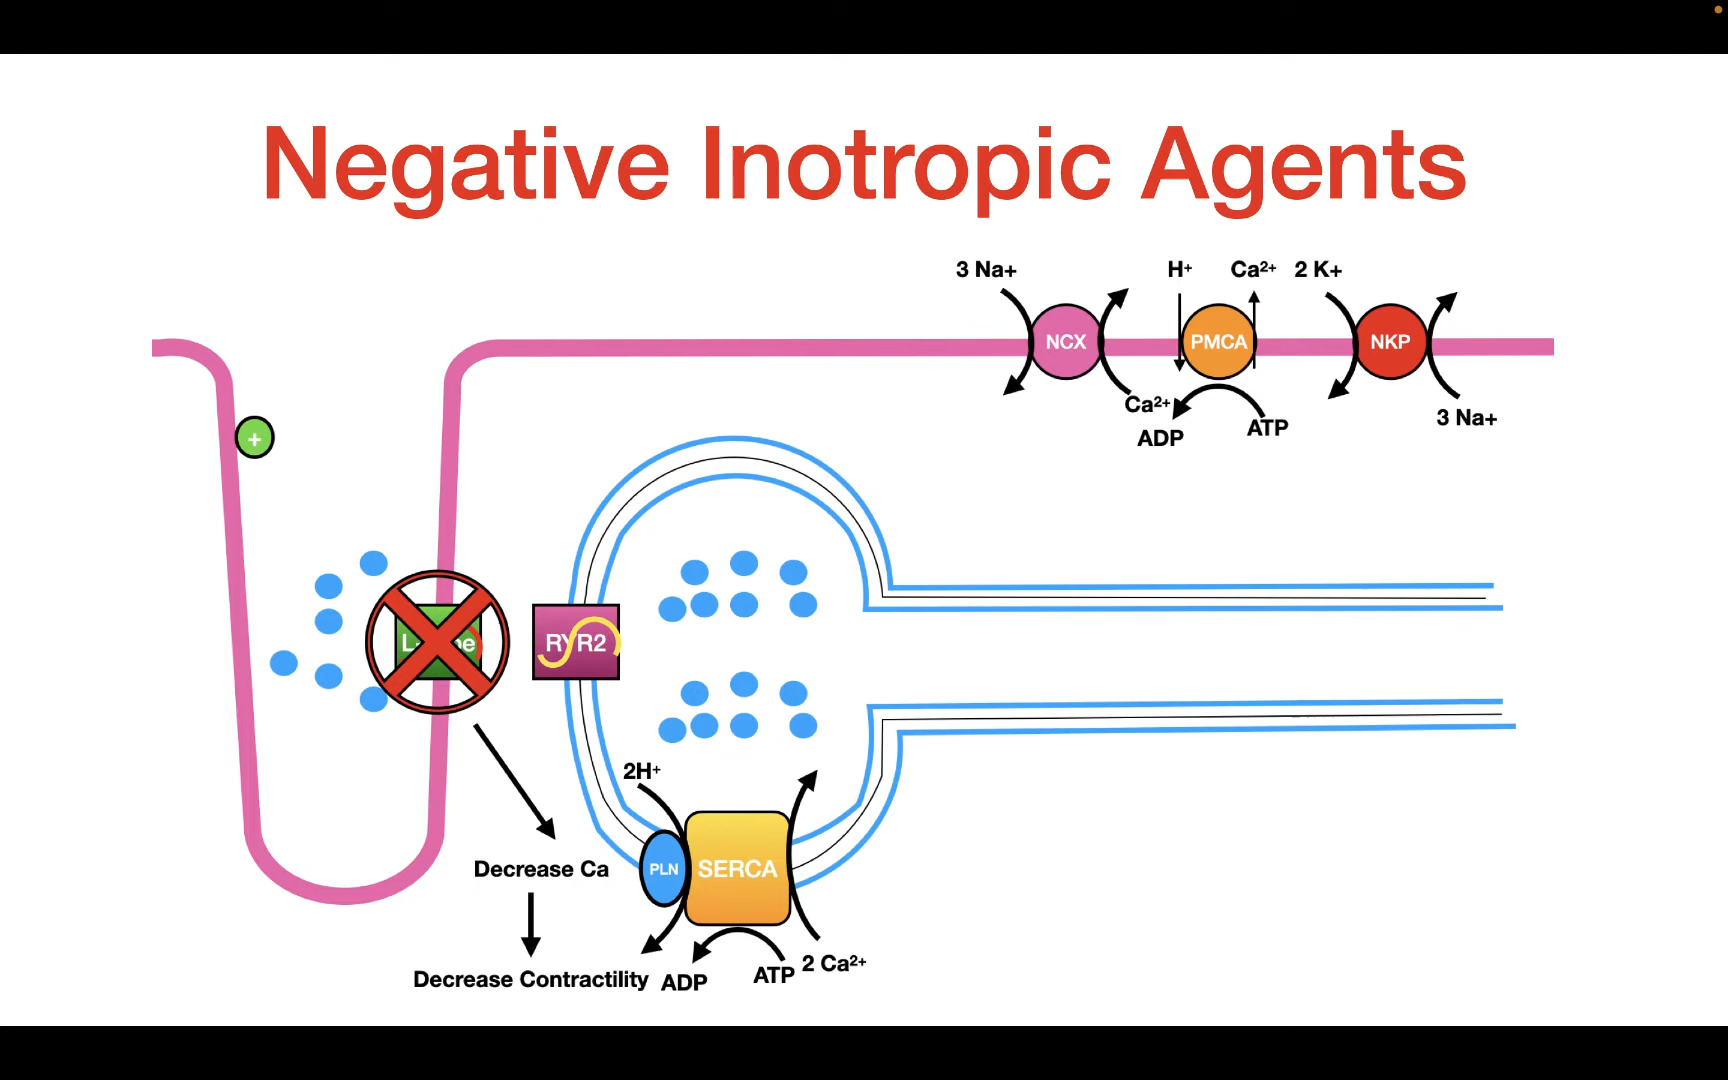 Negative Inotropic Agents
3 Na+
H+
Ca2+
2 K+
NCX
PMCA
NKP
Ca2+
ADP
ATP
3 Na+
+
RYR2
2H+
PLN
SERCA
Decrease Ca
Decrease Contractility
ADP
ATP
2 Ca2+